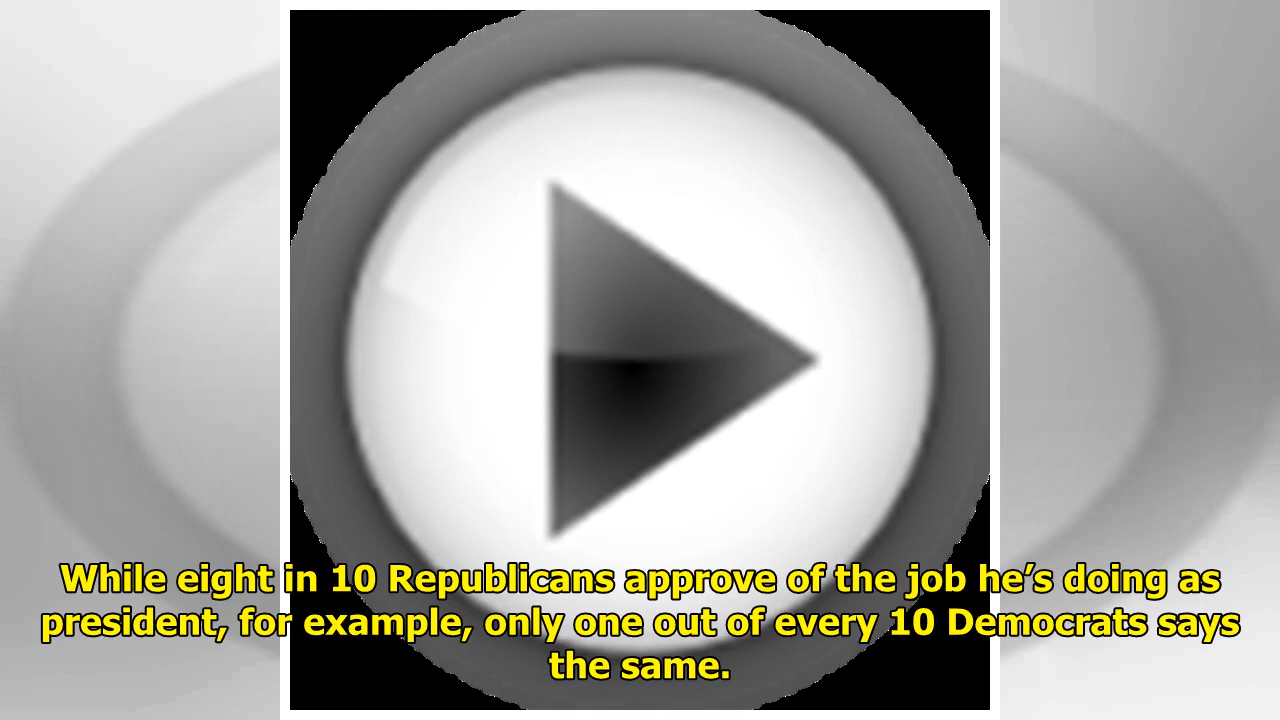 While eight in 10 Republicans approve of the job he’s doing as
president, for example, only one out of every 10 Democrats says
the same.